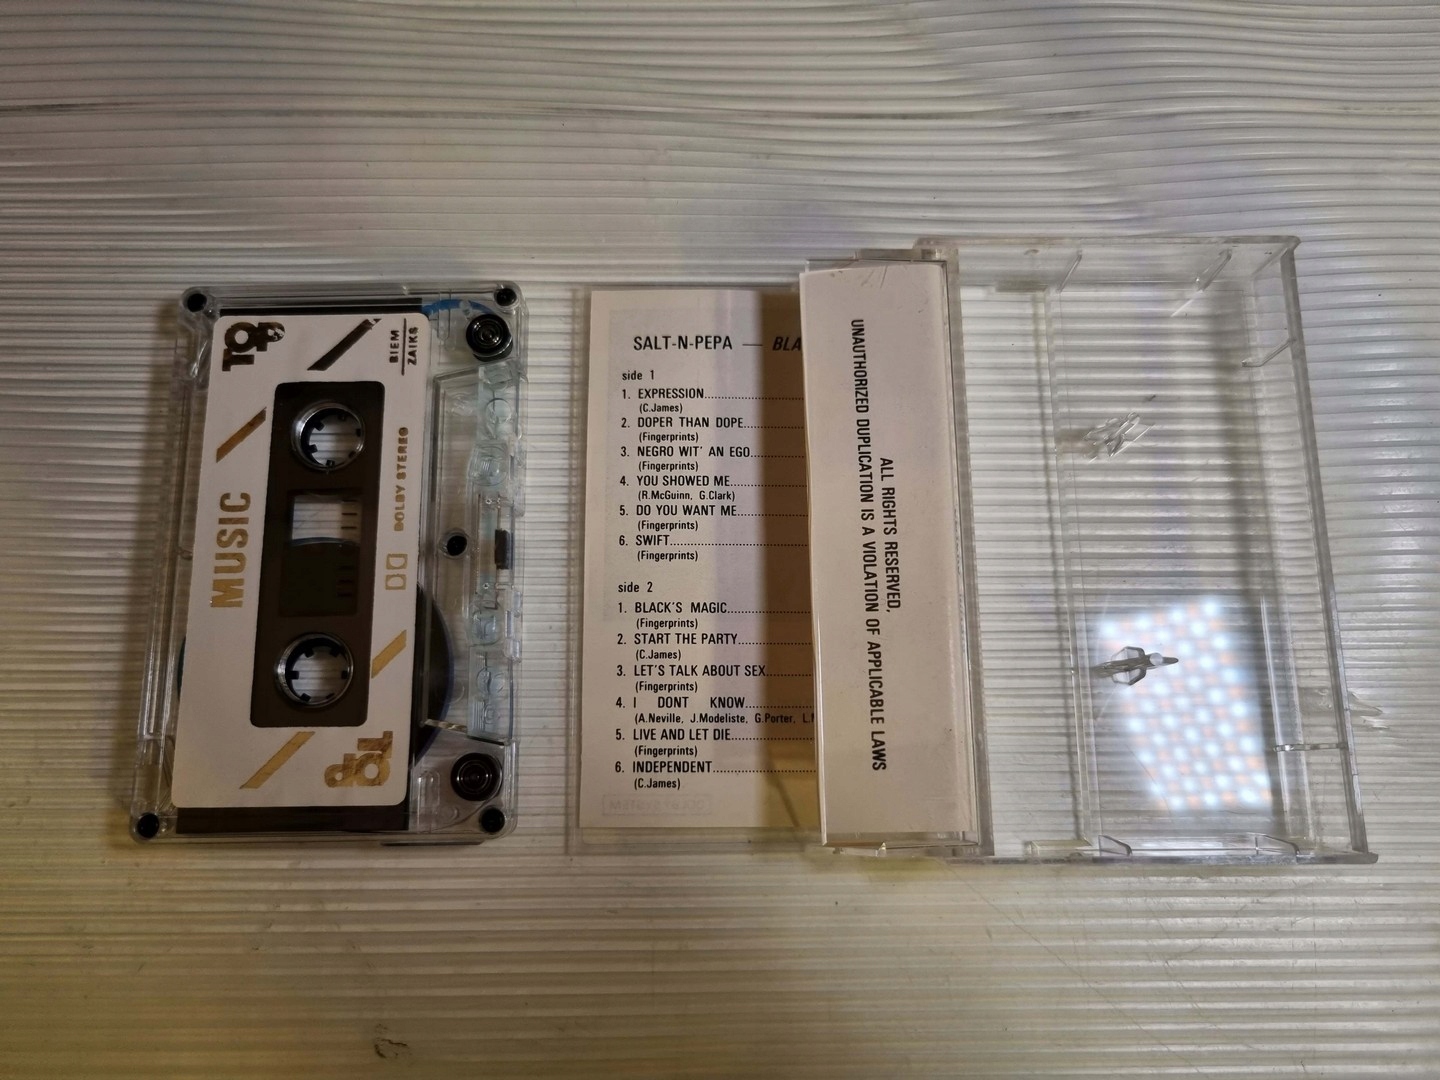 TOP
BIEM
ZAIKS
MUSIC
DOLBY STEREO
TOP
SALT-N-PEPA — BLA
side 1
1. EXPRESSION
(C.James)
2. DOPER THAN DOPE
(Fingerprints)
3. NEGRO WIT' AN EGO
(Fingerprints)
4. YOU SHOWED ME
(R.McGuinn, G.Clark)
5. DO YOU WANT ME
(Fingerprints)
6. SWIFT
(Fingerprints)
side 2
1. BLACK'S MAGIC
(Fingerprints)
2. START THE PARTY
(C.James)
3. LET'S TALK ABOUT SEX
(Fingerprints)
4. I DONT KNOW
(A.Neville, J.Modeliste, G.Porter, L.
5. LIVE AND LET DIE
(Fingerprints)
6. INDEPENDENT
(C.James)
ALL RIGHTS RESERVED,
UNAUTHORIZED DUPLICATION IS A VIOLATION OF APPLICABLE LAWS